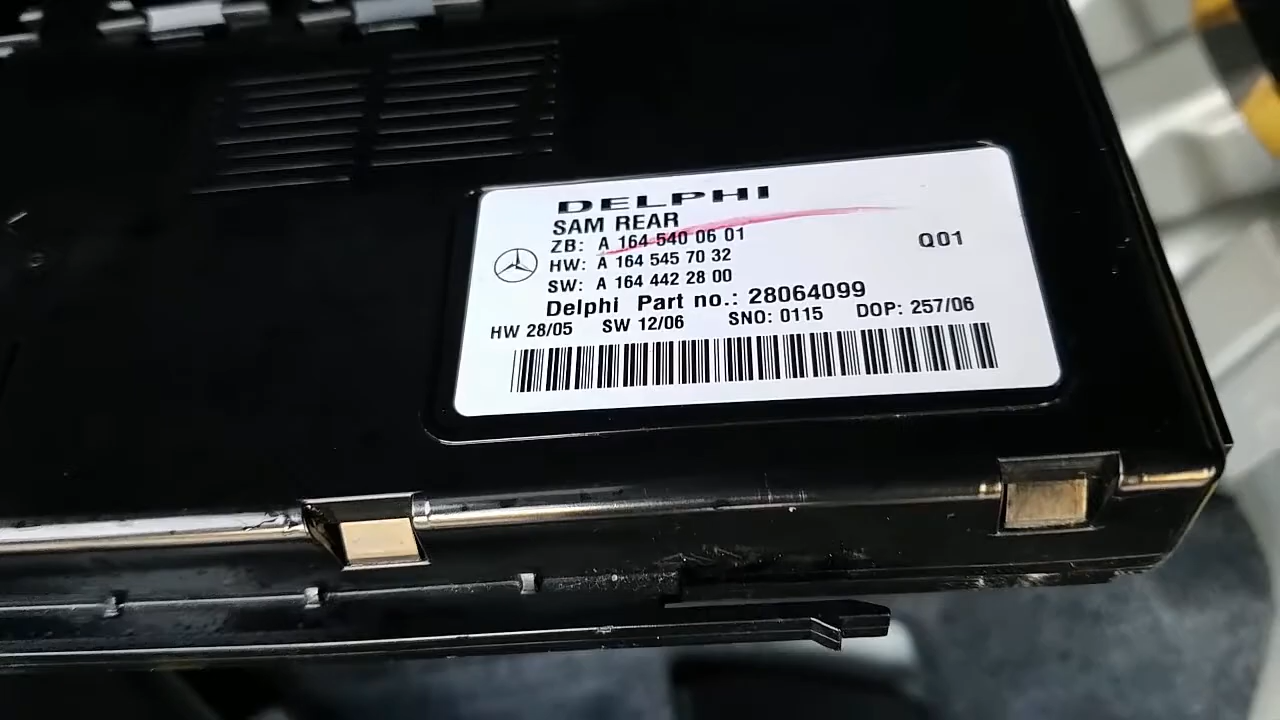 DELPHI
SAM REAR
ZB: A 164 540 06 01
Q01
HW: A 164 545 70 32
SW: A 164 442 28 00
Delphi Part no.: 28064099
HW 28/05 SW 12/06 SNO: 0115 DOP: 257/06